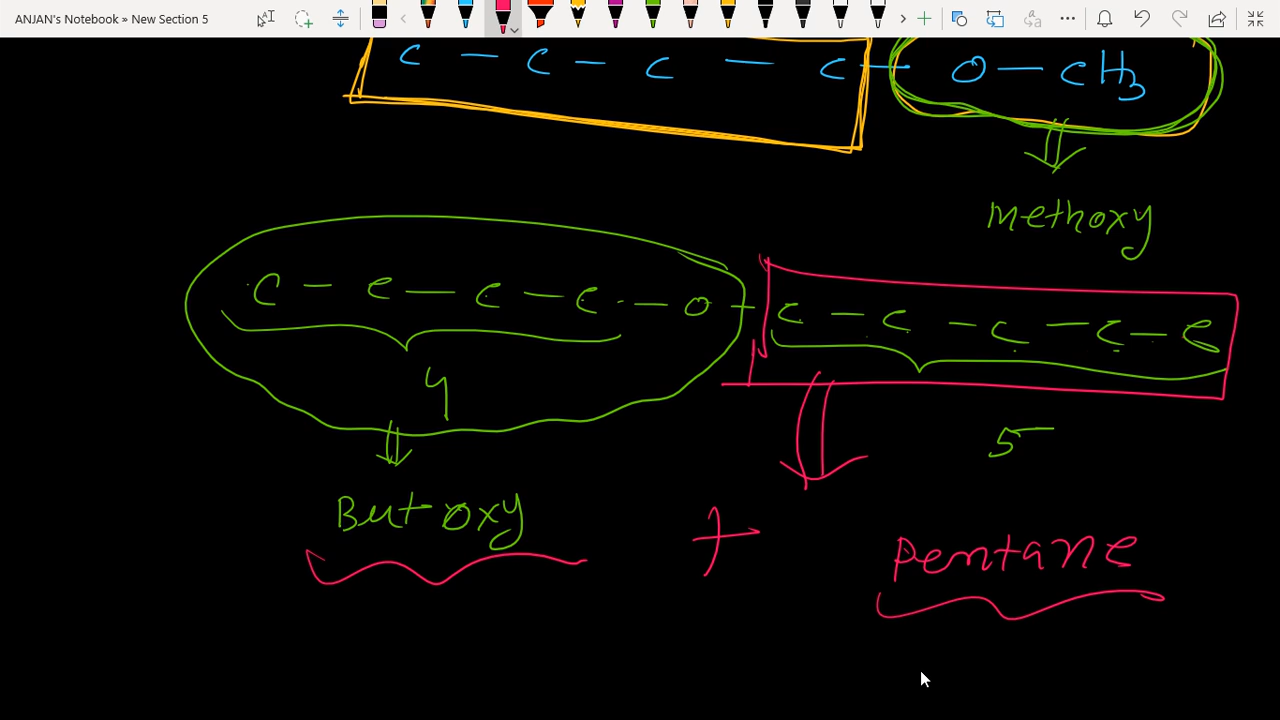 ANJAN's Notebook » New Section 5
C — C — C — C — O — CH3
Methoxy
C — C — C — C — O — C — C — C — C — C
4
5
Butoxy + Pentane